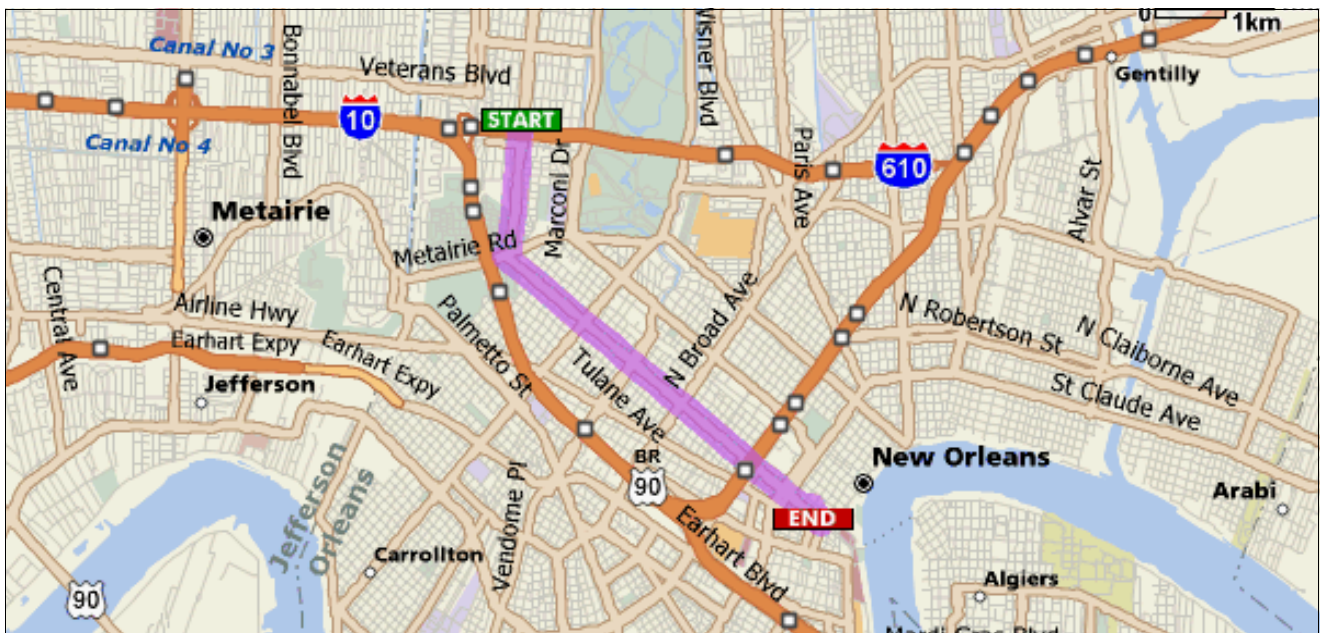 0
1km
Canal No 3
Bonnabel Blvd
Veterans Blvd
Wisner Blvd
Gentilly
START
10
Canal No 4
610
Paris Ave
Marconi Dr
Alvar St
Metairie
Metairie Rd
Central Ave
Airline Hwy
Palmetto St
N Broad Ave
N Robertson St
N Claiborne Ave
Earhart Expy
Earhart Expy
Jefferson
Tulane Ave
St Claude Ave
BR
90
New Orleans
Arabi
Jefferson
Orleans
Vendome Pl
END
Earhart Blvd
Carrollton
90
Algiers
Mardi Gras Blvd